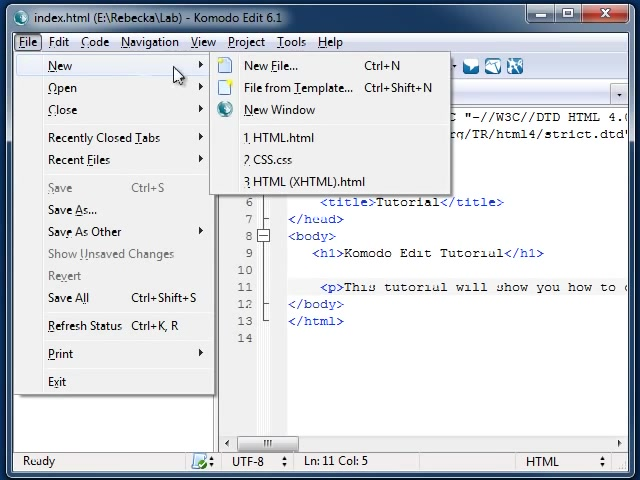 index.html (E:\Rebecka\Lab) - Komodo Edit 6.1
File Edit Code Navigation View Project Tools Help
New
Open
Close
Recently Closed Tabs
Recent Files
Save Ctrl+S
Save As...
Save As Other
Show Unsaved Changes
Revert
Save All Ctrl+Shift+S
Refresh Status Ctrl+K, R
Print
Exit
New File... Ctrl+N
File from Template... Ctrl+Shift+N
New Window
1 HTML.html
2 CSS.css
3 HTML (XHTML).html
C "-//W3C//DTD HTML 4.0
rg/TR/html4/strict.dtd"
6 <title>Tutorial</title>
7 </head>
8 <body>
9 <h1>Komodo Edit Tutorial</h1>
10
11 <p>This tutorial will show you how to
12 </body>
13 </html>
14
Ready UTF-8 Ln: 11 Col: 5 HTML